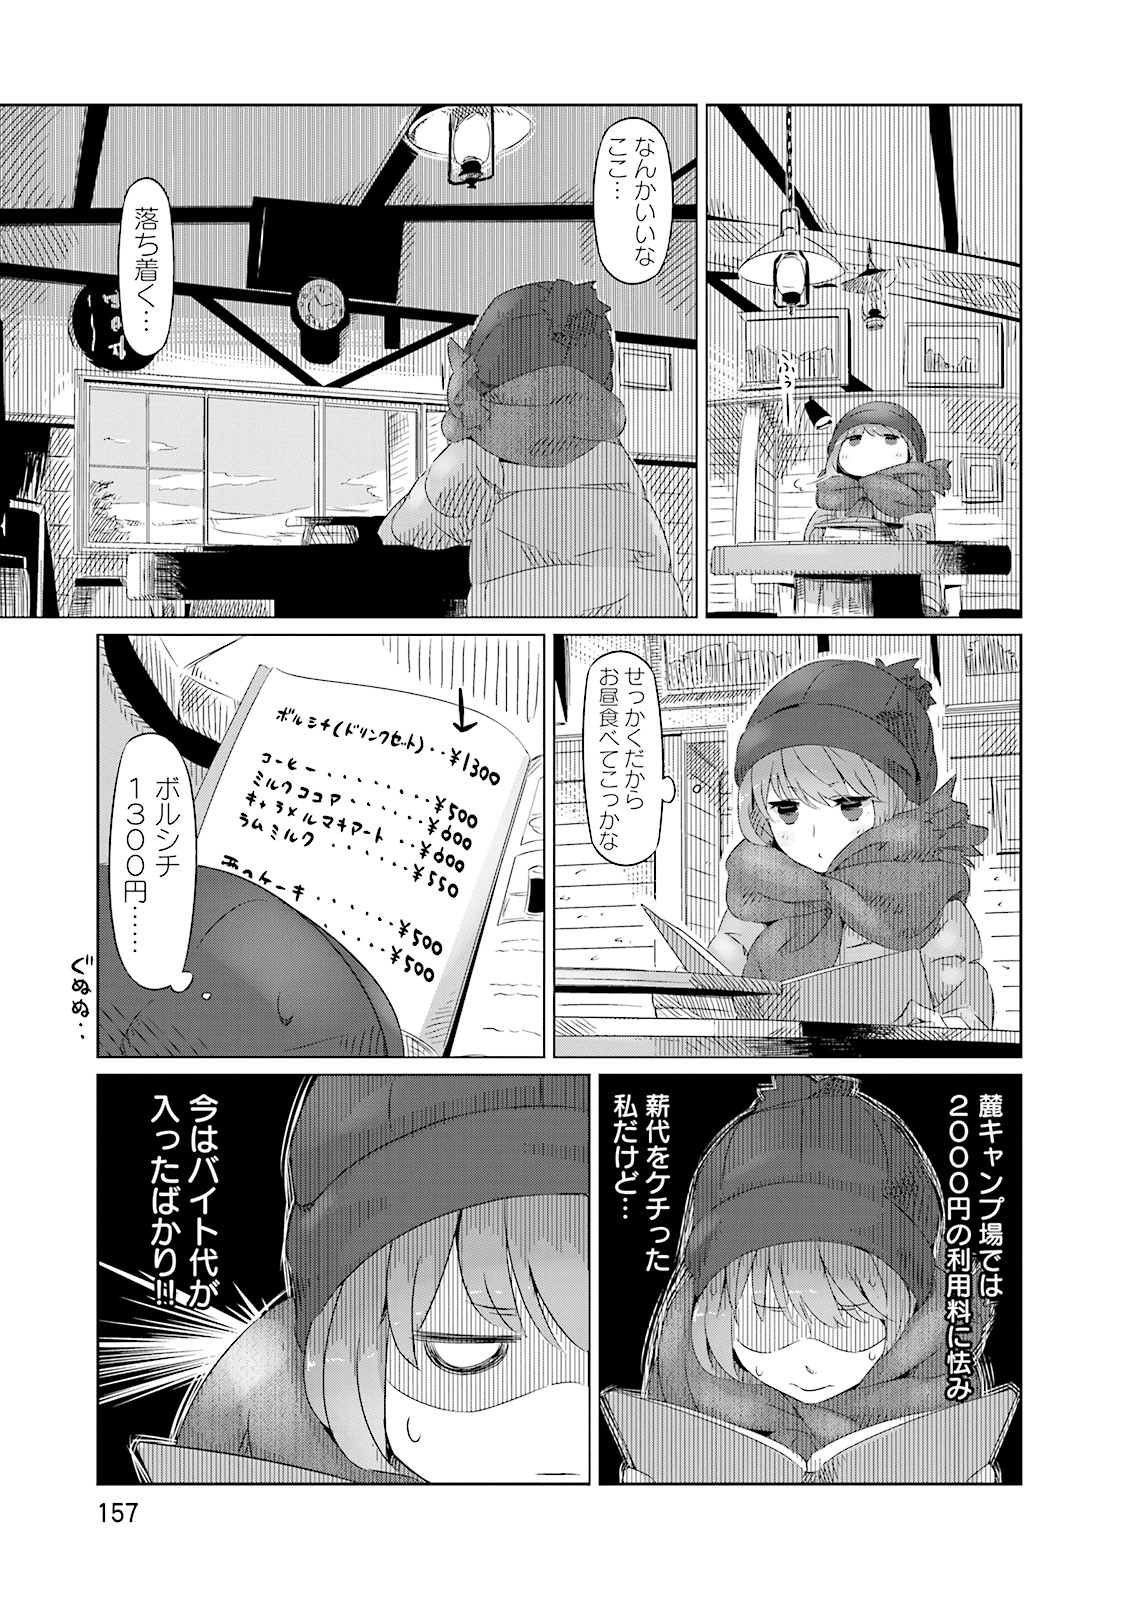 ふぅー
なんかいいな
ここ…
落ち着く…
せっかくだから
お昼食べてこっかな
ボルシチ(ドリンクセット)‥¥1300
コーヒー.......¥500
ミルクココア......¥600
キャラメルマキアート‥¥600
ラムミルク.....¥550
のケーキ......¥500
......¥500
ボルシチ
1300円……
ぐぬぬ‥
麓キャンプ場では
2000円の利用料に怯み
薪代をケチった
私だけど…
今はバイト代が
入ったばかり!!!
157